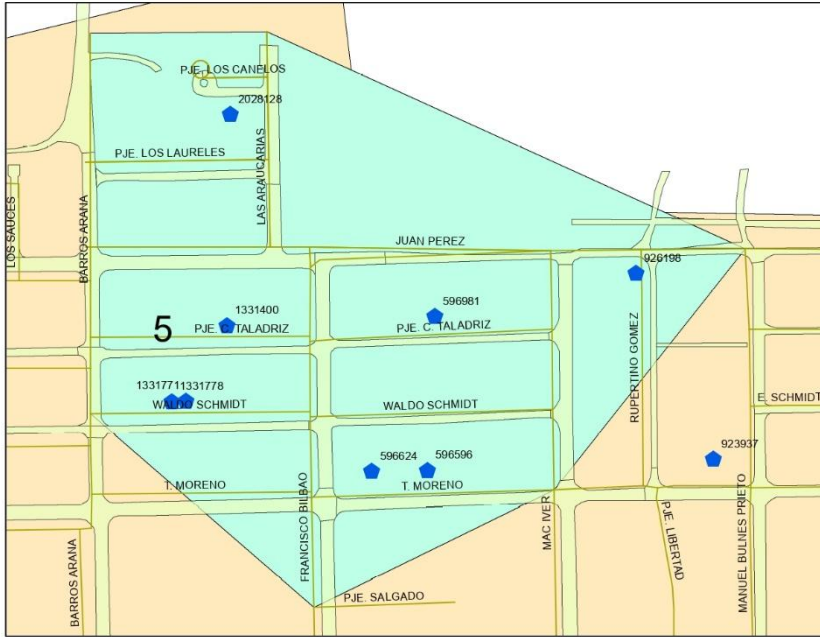 PJE. LOS CANELOS
2028128
PJE. LOS LAURELES
LAS ARAUCARIAS
LOS SAUCES
BARROS ARANA
JUAN PEREZ
926198
1331400
596981
5
PJE. C. TALADRIZ
PJE. C. TALADRIZ
RUPERTINO GOMEZ
1331771
1331778
WALDO SCHMIDT
WALDO SCHMIDT
E. SCHMIDT
923937
596624
596596
T. MORENO
T. MORENO
FRANCISCO BILBAO
MAC IVER
PJE. LIBERTAD
MANUEL BULNES PRIETO
BARROS ARANA
PJE. SALGADO